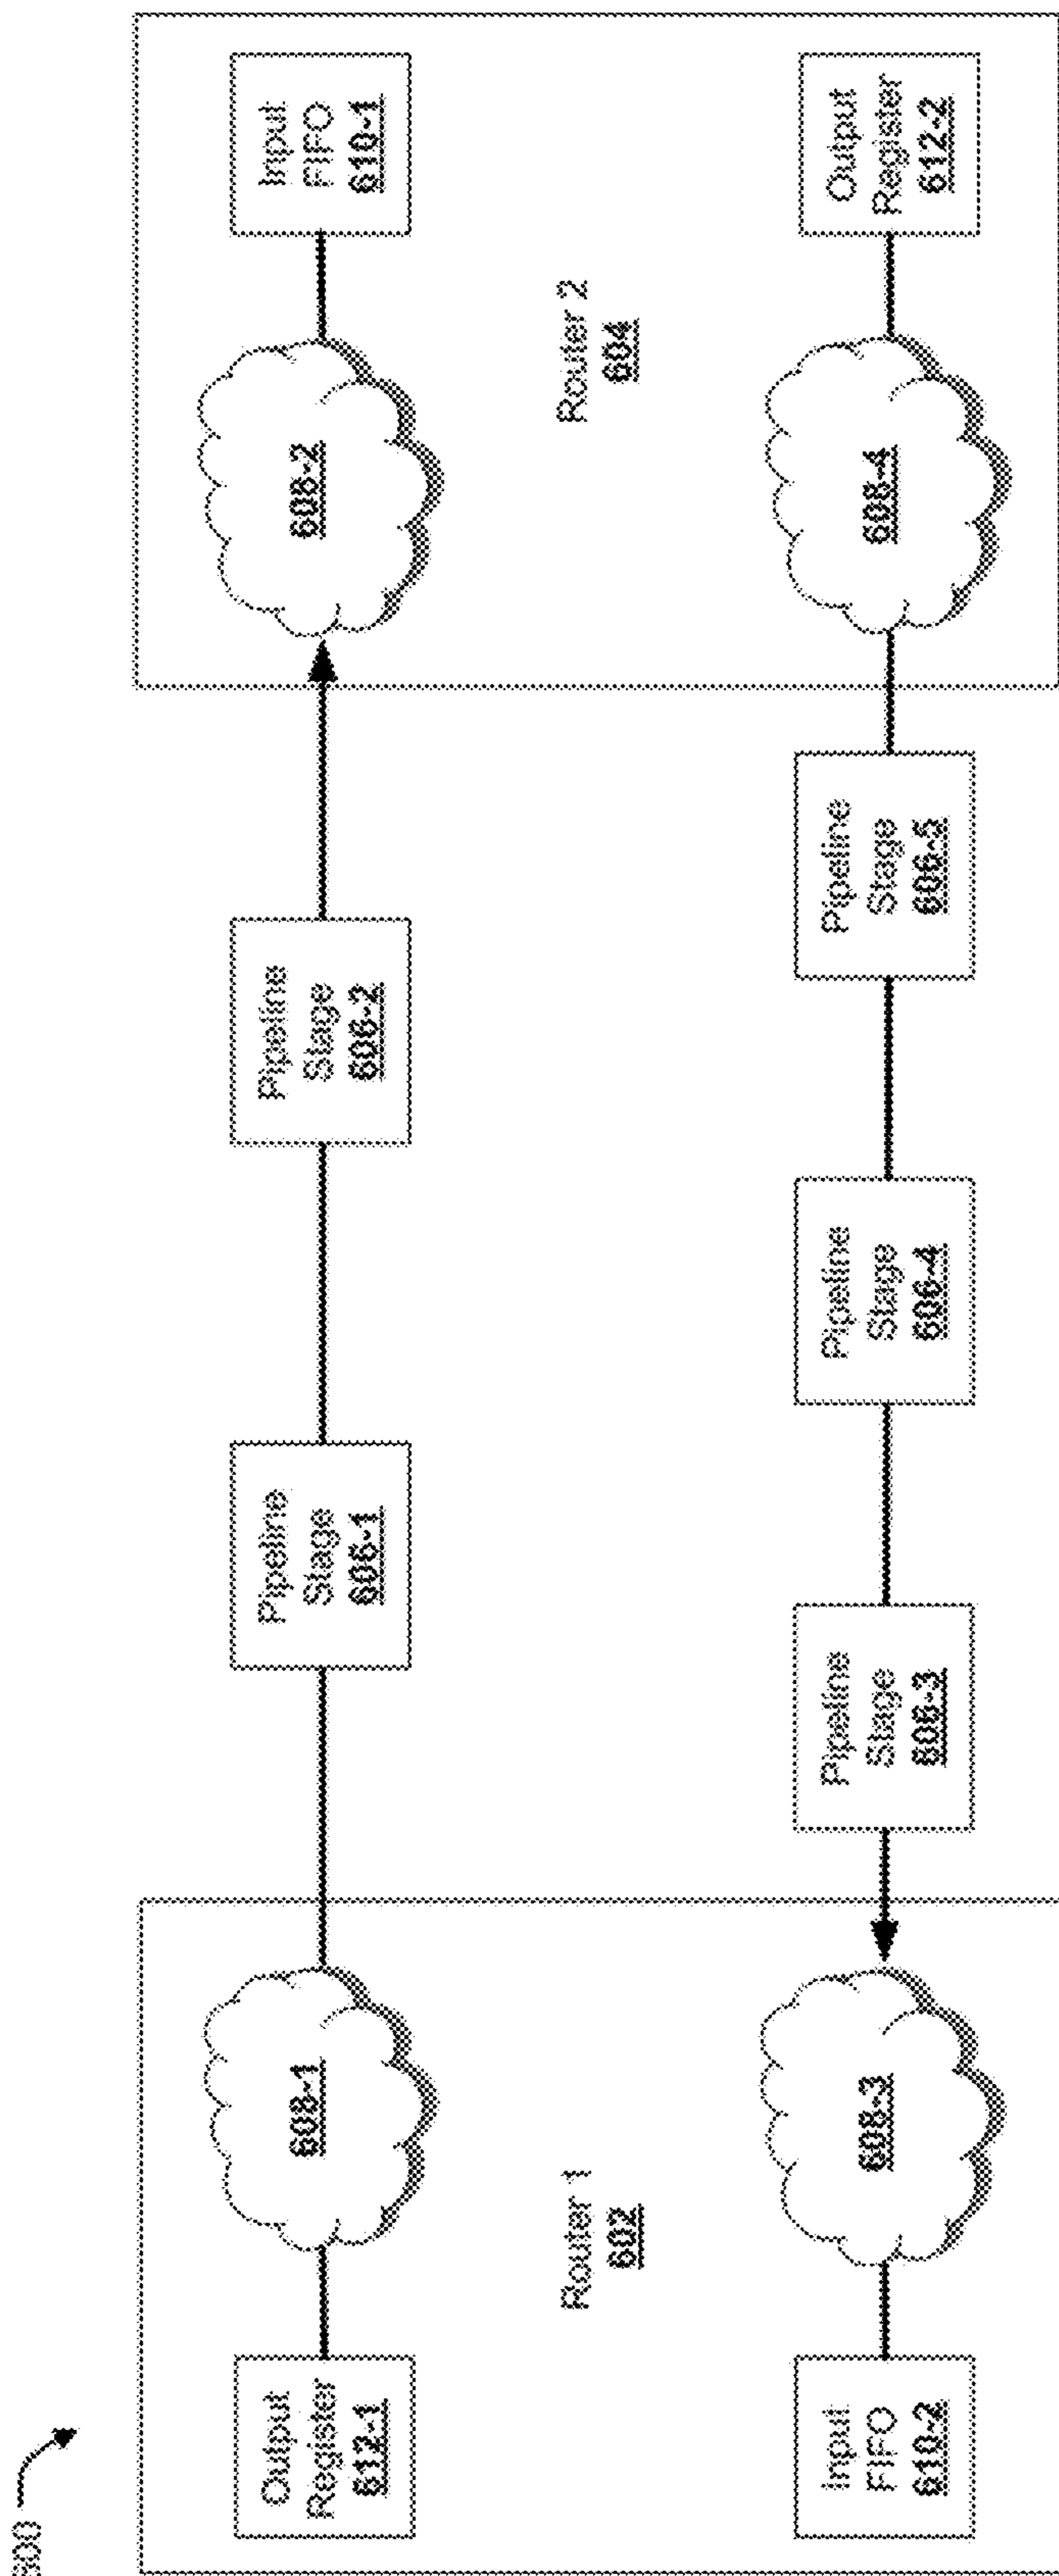 600
Output
Register
612-1
608-1
Pipeline
Stage
606-1
Pipeline
Stage
606-2
608-2
Input
FIFO
610-1
Router 1
602
Router 2
604
Input
FIFO
610-2
608-3
Pipeline
Stage
606-3
Pipeline
Stage
606-4
Pipeline
Stage
606-5
608-4
Output
Register
612-2